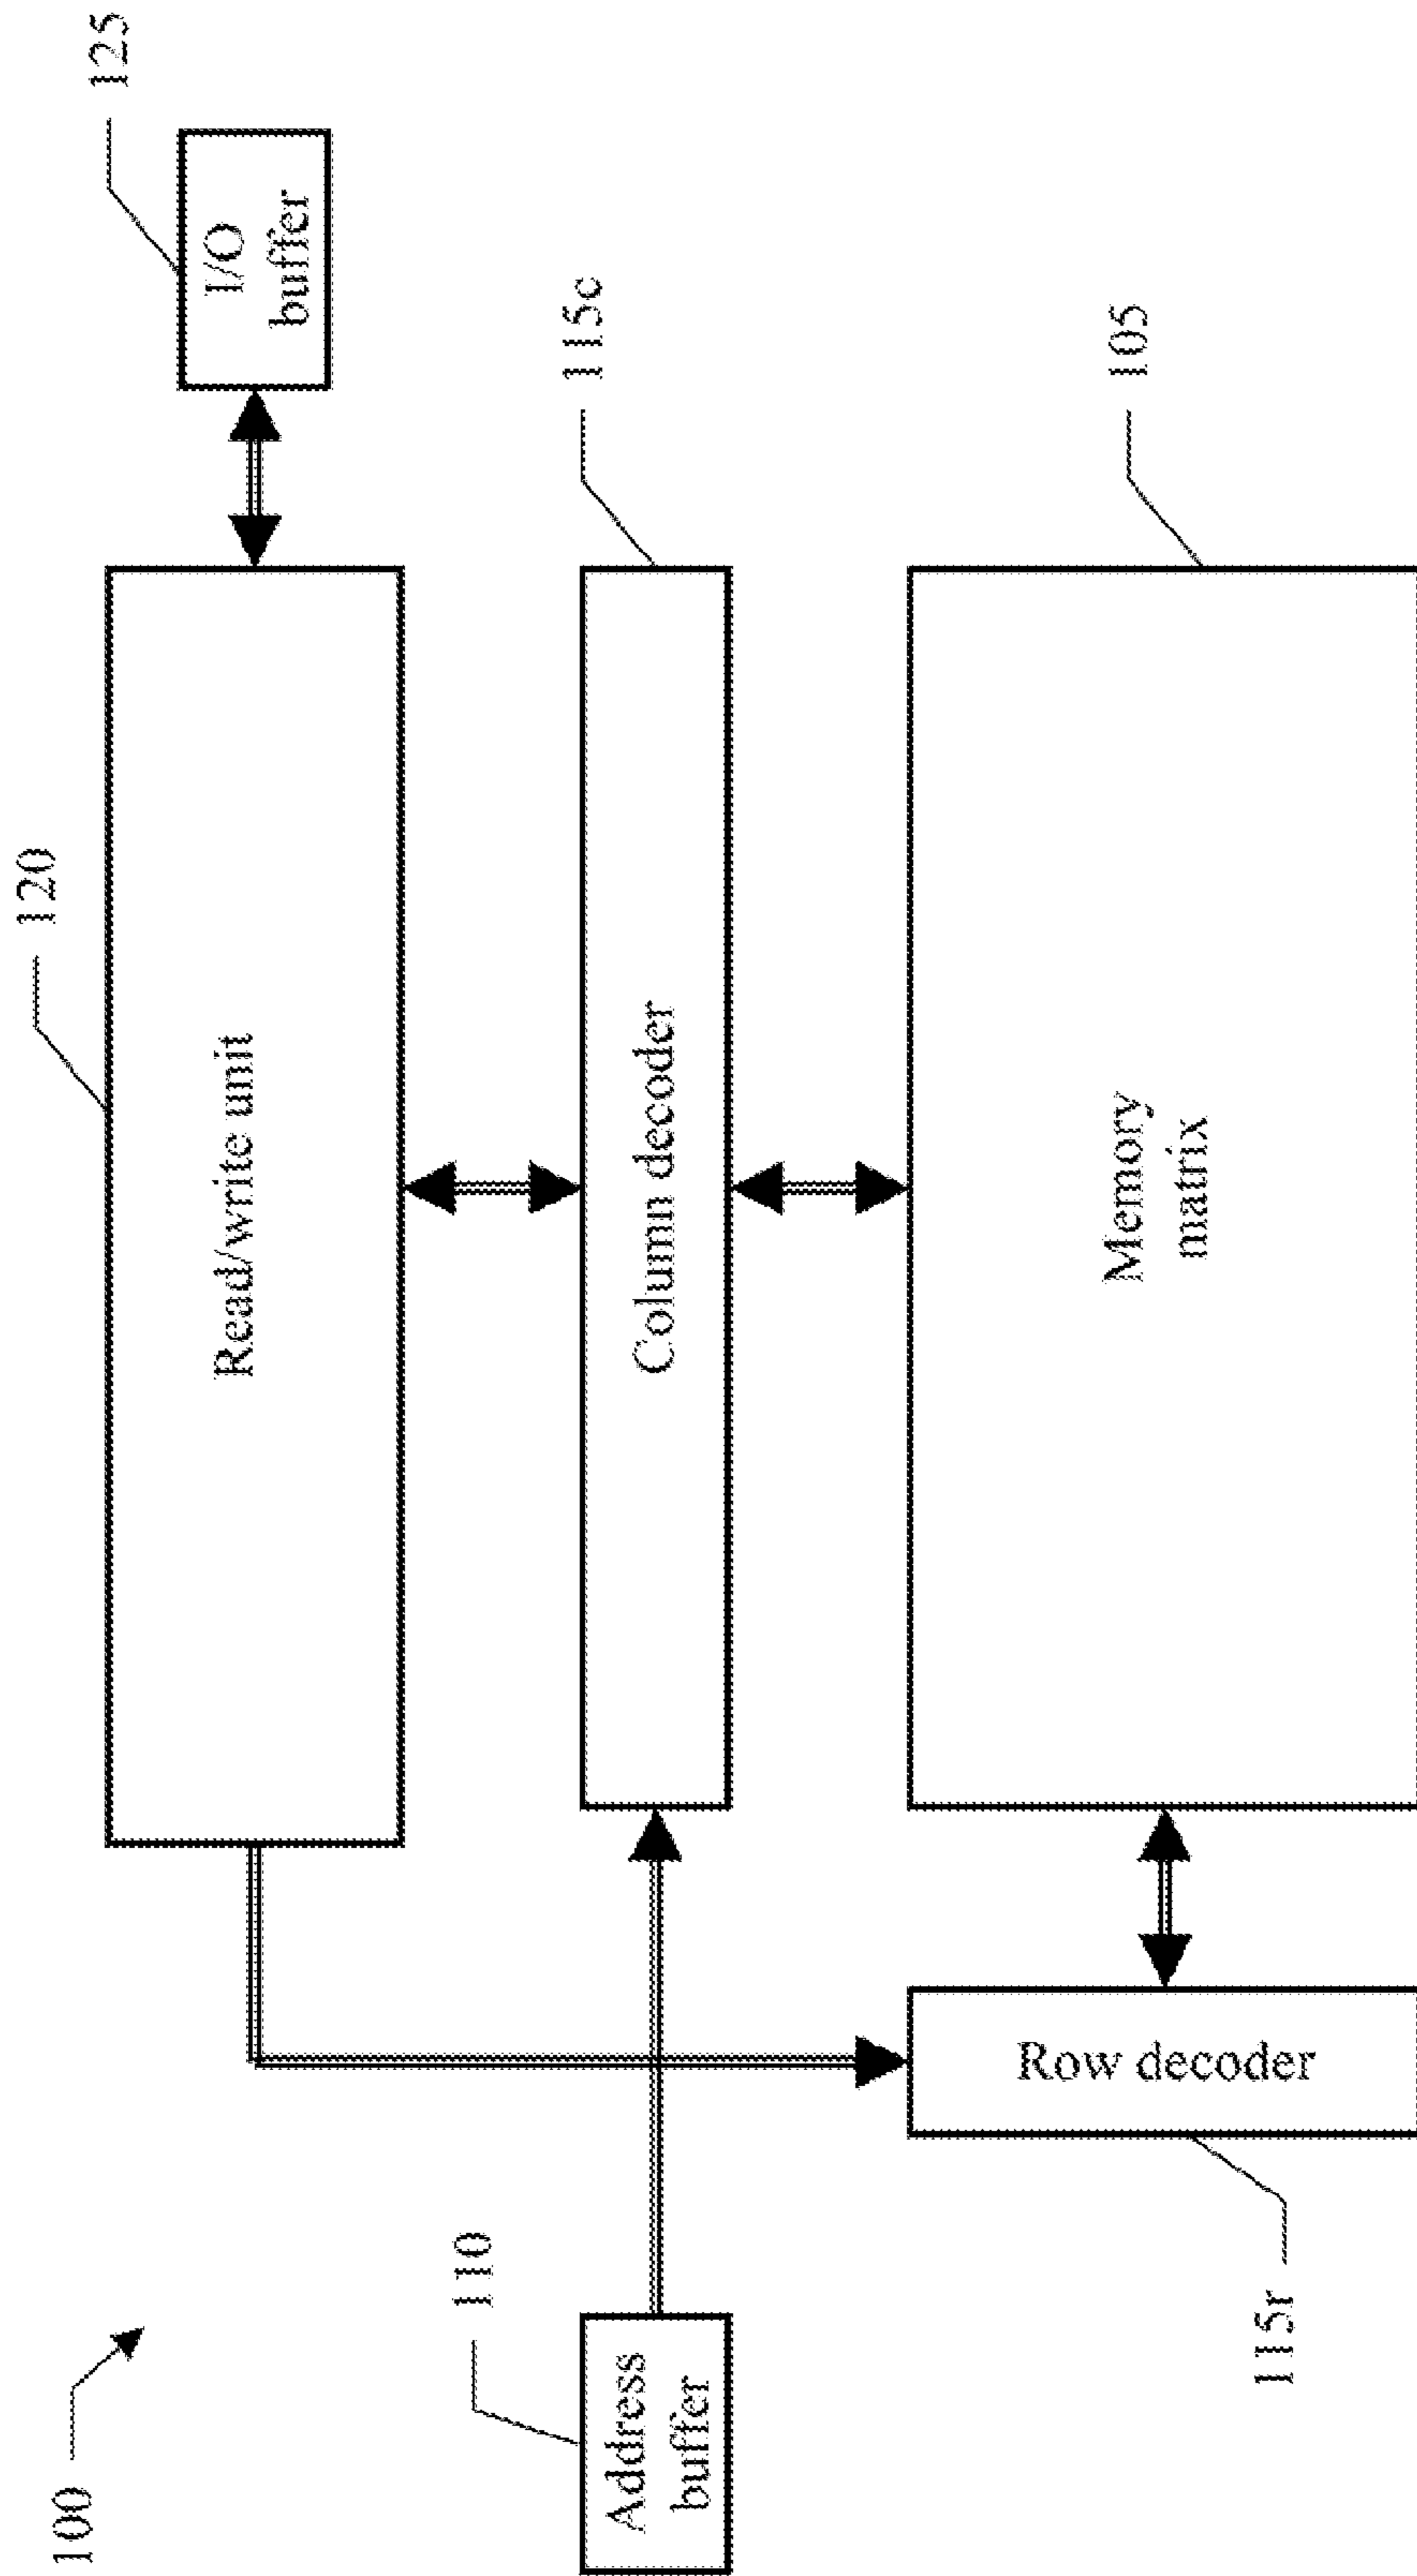 100
120
125
Read/write unit
I/O
buffer
110
115c
Address
buffer
Column decoder
105
Memory
matrix
Row decoder
115r